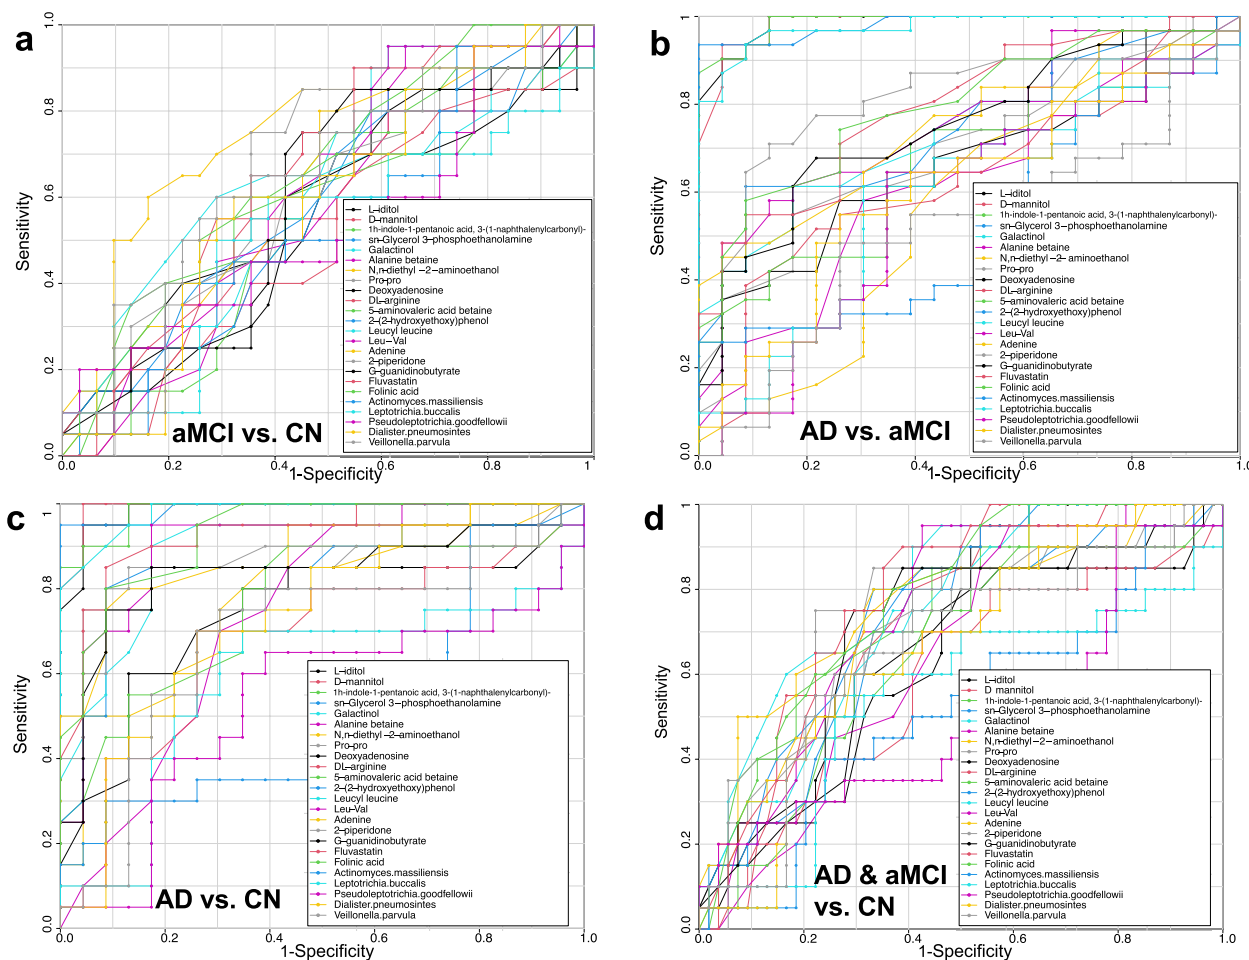 a
1.0
0.8
0.6
0.4
0.2
0.0
Sensitivity
L-iditol
D-mannitol
1h-indole-1-pentanoic acid, 3-(1-naphthalenylcarbonyl)-
sn-Glycerol 3-phosphoethanolamine
Galactinol
Alanine betaine
N,n-diethyl-2-aminoethanol
Pro-pro
Deoxyadenosine
DL-arginine
5-aminovaleric acid betaine
2-(2-hydroxyethoxy)phenol
Leucyl leucine
Leu-Val
Adenine
2-piperidone
G-guanidinobutyrate
Fluvastatin
Folinic acid
Actinomyces.massiliensis
Leptotrichia.buccalis
Pseudoleptotrichia.goodfellowii
Dialister.pneumosintes
Veillonella.parvula
aMCI vs. CN
0.0 0.2 0.4 0.6 0.8 1
1-Specificity
b
1
0.8
0.6
0.4
0.2
0.0
Sensitivity
L-iditol
D-mannitol
1h-indole-1-pentanoic acid, 3-(1-naphthalenylcarbonyl)-
sn-Glycerol 3-phosphoethanolamine
Galactinol
Alanine betaine
N,n-diethyl-2-aminoethanol
Pro-pro
Deoxyadenosine
DL-arginine
5-aminovaleric acid betaine
2-(2-hydroxyethoxy)phenol
Leucyl leucine
Leu-Val
Adenine
2-piperidone
G-guanidinobutyrate
Fluvastatin
Folinic acid
Actinomyces.massiliensis
Leptotrichia.buccalis
Pseudoleptotrichia.goodfellowii
Dialister.pneumosintes
Veillonella.parvula
AD vs. aMCI
0.0 0.2 0.4 0.6 0.8 1.0
1-Specificity
c
1
0.8
0.6
0.4
0.2
0.0
Sensitivity
L-iditol
D-mannitol
1h-indole-1-pentanoic acid, 3-(1-naphthalenylcarbonyl)-
sn-Glycerol 3-phosphoethanolamine
Galactinol
Alanine betaine
N,n-diethyl-2-aminoethanol
Pro-pro
Deoxyadenosine
DL-arginine
5-aminovaleric acid betaine
2-(2-hydroxyethoxy)phenol
Leucyl leucine
Leu-Val
Adenine
2-piperidone
G-guanidinobutyrate
Fluvastatin
Folinic acid
Actinomyces.massiliensis
Leptotrichia.buccalis
Pseudoleptotrichia.goodfellowii
Dialister.pneumosintes
Veillonella.parvula
AD vs. CN
0.0 0.2 0.4 0.6 0.8 1.0
1-Specificity
d
1
0.8
0.6
0.4
0.2
0.0
Sensitivity
L-iditol
D mannitol
1h-indole-1-pentanoic acid, 3-(1-naphthalenylcarbonyl)-
sn-Glycerol 3-phosphoethanolamine
Galactinol
Alanine betaine
N,n-diethyl-2-aminoethanol
Pro-pro
Deoxyadenosine
DL-arginine
5-aminovaleric acid betaine
2-(2-hydroxyethoxy)phenol
Leucyl leucine
Leu-Val
Adenine
2-piperidone
G-guanidinobutyrate
Fluvastatin
Folinic acid
Actinomyces.massiliensis
Leptotrichia.buccalis
Pseudoleptotrichia.goodfellowii
Dialister.pneumosintes
Veillonella.parvula
AD & aMCI
vs. CN
0.0 0.2 0.4 0.6 0.8 1.0
1-Specificity